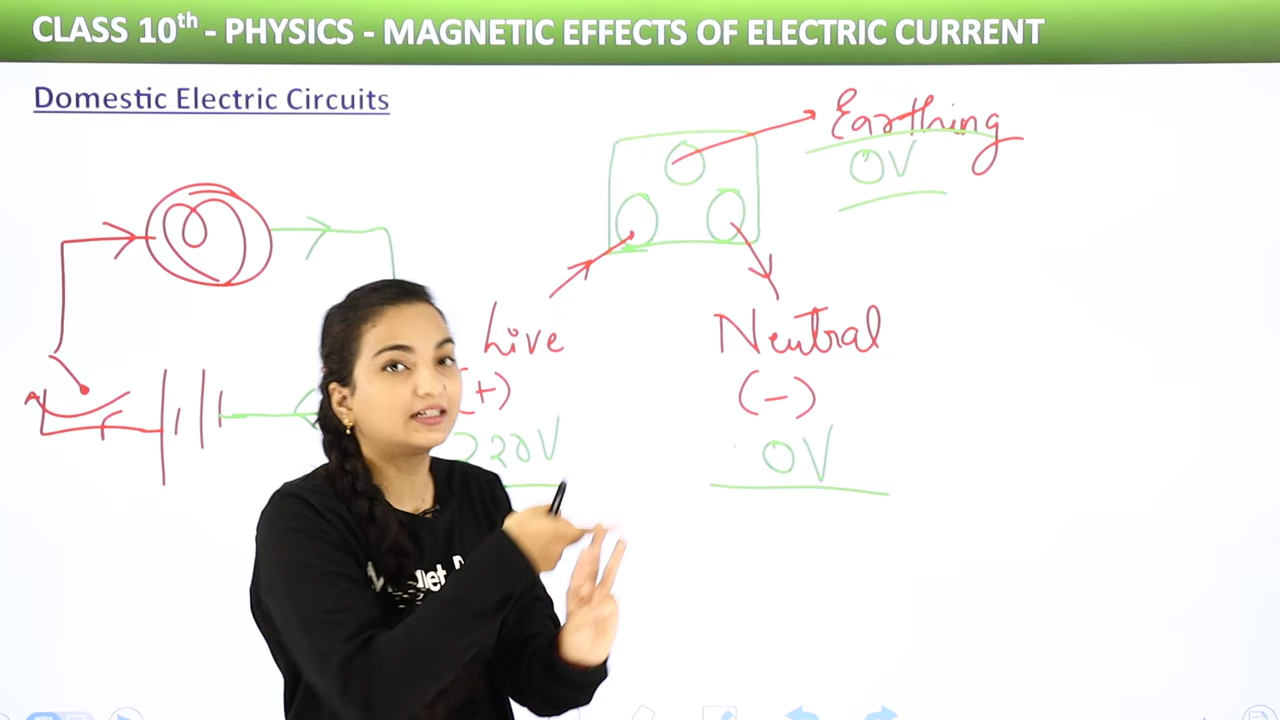 CLASS 10th - PHYSICS - MAGNETIC EFFECTS OF ELECTRIC CURRENT
Domestic Electric Circuits
Earthing
0V
Live
Neutral
(+)
(-)
220V
0V